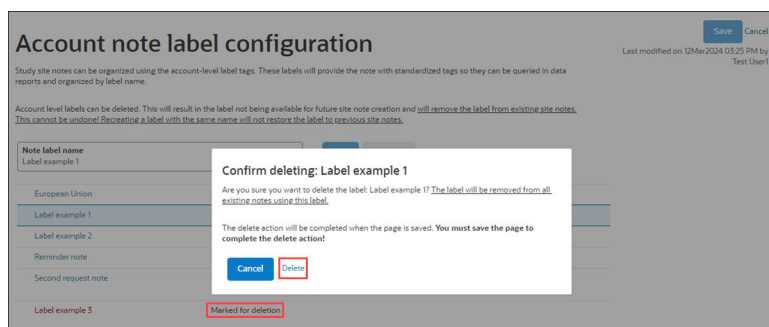 Account note label configuration
Save Cancel
Last modified on 12Mar2024 03:25 PM by
Test User1
Study site notes can be organized using the account-level label tags. These labels will provide the note with standardized tags so they can be queried in data
reports and organized by label name.
Account level labels can be deleted. This will result in the label not being available for future site note creation and will remove the label from existing site notes.
This cannot be undone! Recreating a label with the same name will not restore the label to previous site notes.
Note label name
Label example 1
Confirm deleting: Label example 1
Are you sure you want to delete the label: Label example 1? The label will be removed from all
existing notes using this label.
The delete action will be completed when the page is saved. You must save the page to
complete the delete action!
Cancel Delete
European Union
Label example 1
Label example 2
Reminder note
Second request note
Label example 3 Marked for deletion